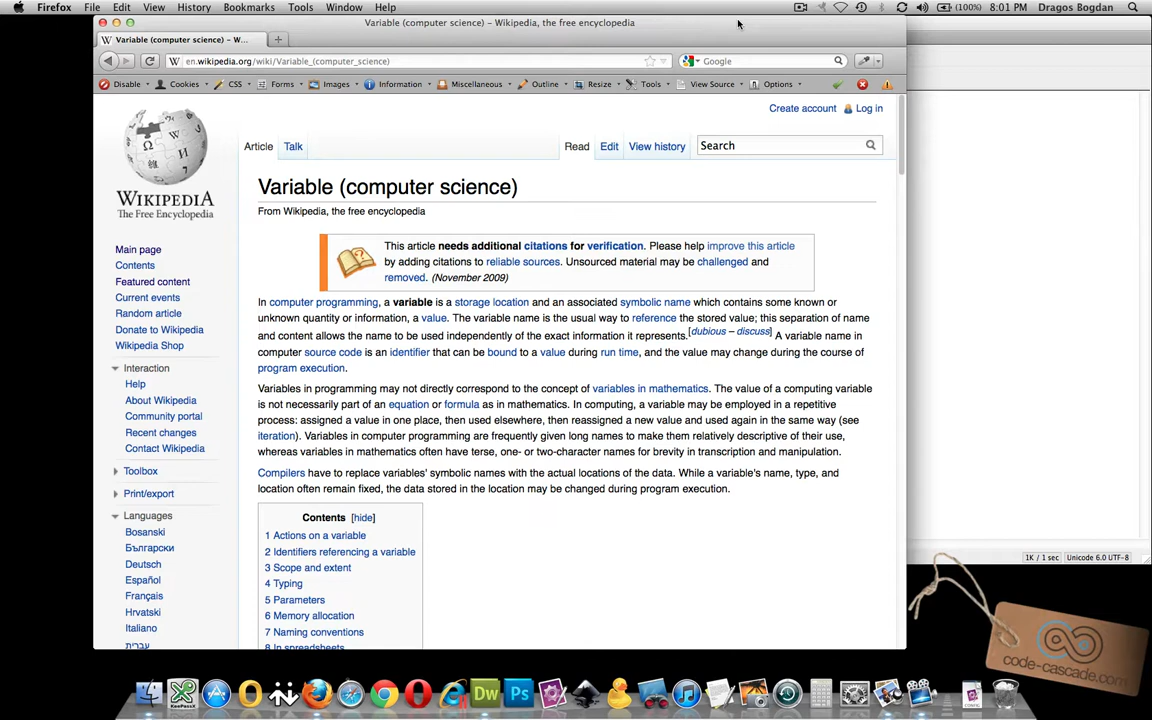 Firefox File Edit View History Bookmarks Tools Window Help (100%) 8:01 PM Dragos Bogdan
Variable (computer science) – Wikipedia, the free encyclopedia
Variable (computer science) – W...
en.wikipedia.org/wiki/Variable_(computer_science) Google
Disable Cookies CSS Forms Images Information Miscellaneous Outline Resize Tools View Source Options
Create account Log in
Article Talk Read Edit View history Search
WIKIPEDIA
The Free Encyclopedia
Main page
Contents
Featured content
Current events
Random article
Donate to Wikipedia
Wikipedia Shop
Interaction
Help
About Wikipedia
Community portal
Recent changes
Contact Wikipedia
Toolbox
Print/export
Languages
Bosanski
Български
Deutsch
Español
Français
Hrvatski
Italiano
עברית
Variable (computer science)
From Wikipedia, the free encyclopedia
This article needs additional citations for verification. Please help improve this article
by adding citations to reliable sources. Unsourced material may be challenged and
removed. (November 2009)
In computer programming, a variable is a storage location and an associated symbolic name which contains some known or
unknown quantity or information, a value. The variable name is the usual way to reference the stored value; this separation of name
and content allows the name to be used independently of the exact information it represents.[dubious – discuss] A variable name in
computer source code is an identifier that can be bound to a value during run time, and the value may change during the course of
program execution.
Variables in programming may not directly correspond to the concept of variables in mathematics. The value of a computing variable
is not necessarily part of an equation or formula as in mathematics. In computing, a variable may be employed in a repetitive
process: assigned a value in one place, then used elsewhere, then reassigned a new value and used again in the same way (see
iteration). Variables in computer programming are frequently given long names to make them relatively descriptive of their use,
whereas variables in mathematics often have terse, one- or two-character names for brevity in transcription and manipulation.
Compilers have to replace variables' symbolic names with the actual locations of the data. While a variable's name, type, and
location often remain fixed, the data stored in the location may be changed during program execution.
Contents [hide]
1 Actions on a variable
2 Identifiers referencing a variable
3 Scope and extent
4 Typing
5 Parameters
6 Memory allocation
7 Naming conventions
8 In spreadsheets
1K / 1 sec Unicode 6.0 UTF-8
code-cascade.com
Dw Ps